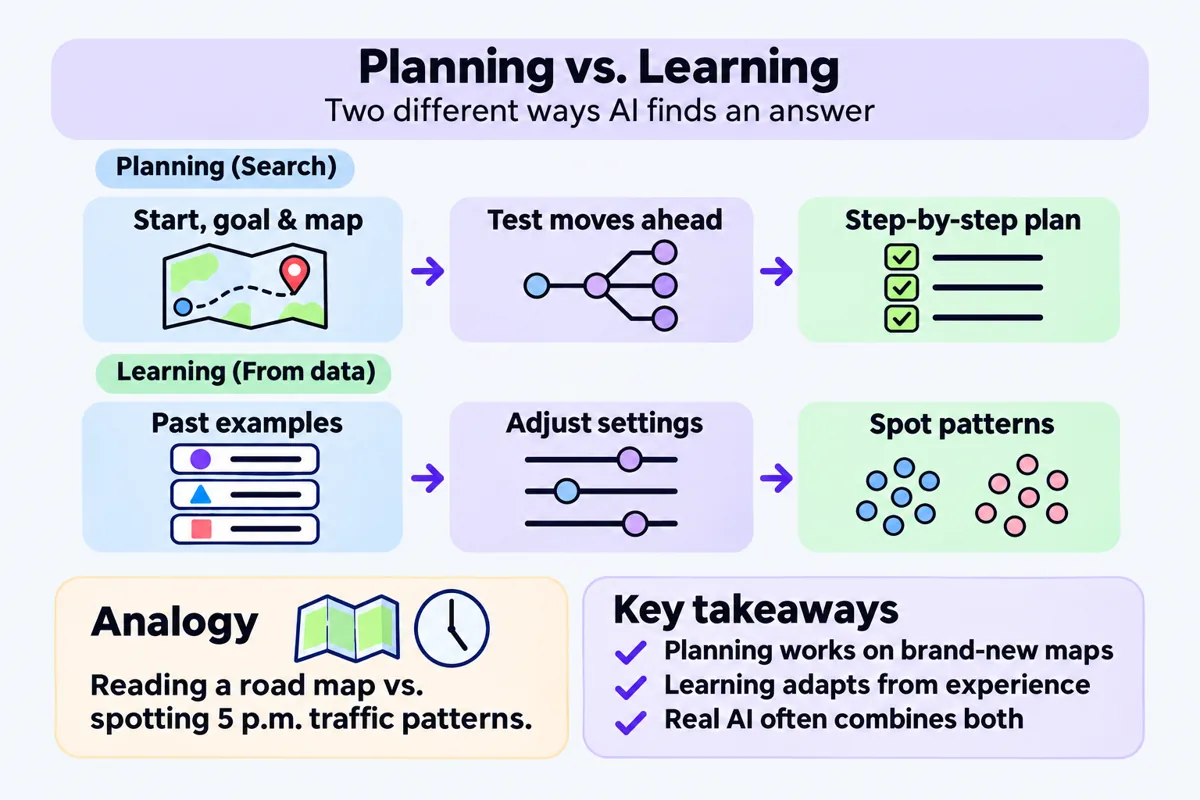 Planning vs. Learning
Two different ways AI finds an answer
Planning (Search)
Start, goal & map
Test moves ahead
Step-by-step plan
Learning (From data)
Past examples
Adjust settings
Spot patterns
Analogy
Reading a road map vs.
spotting 5 p.m. traffic patterns.
Key takeaways
Planning works on brand-new maps
Learning adapts from experience
Real AI often combines both